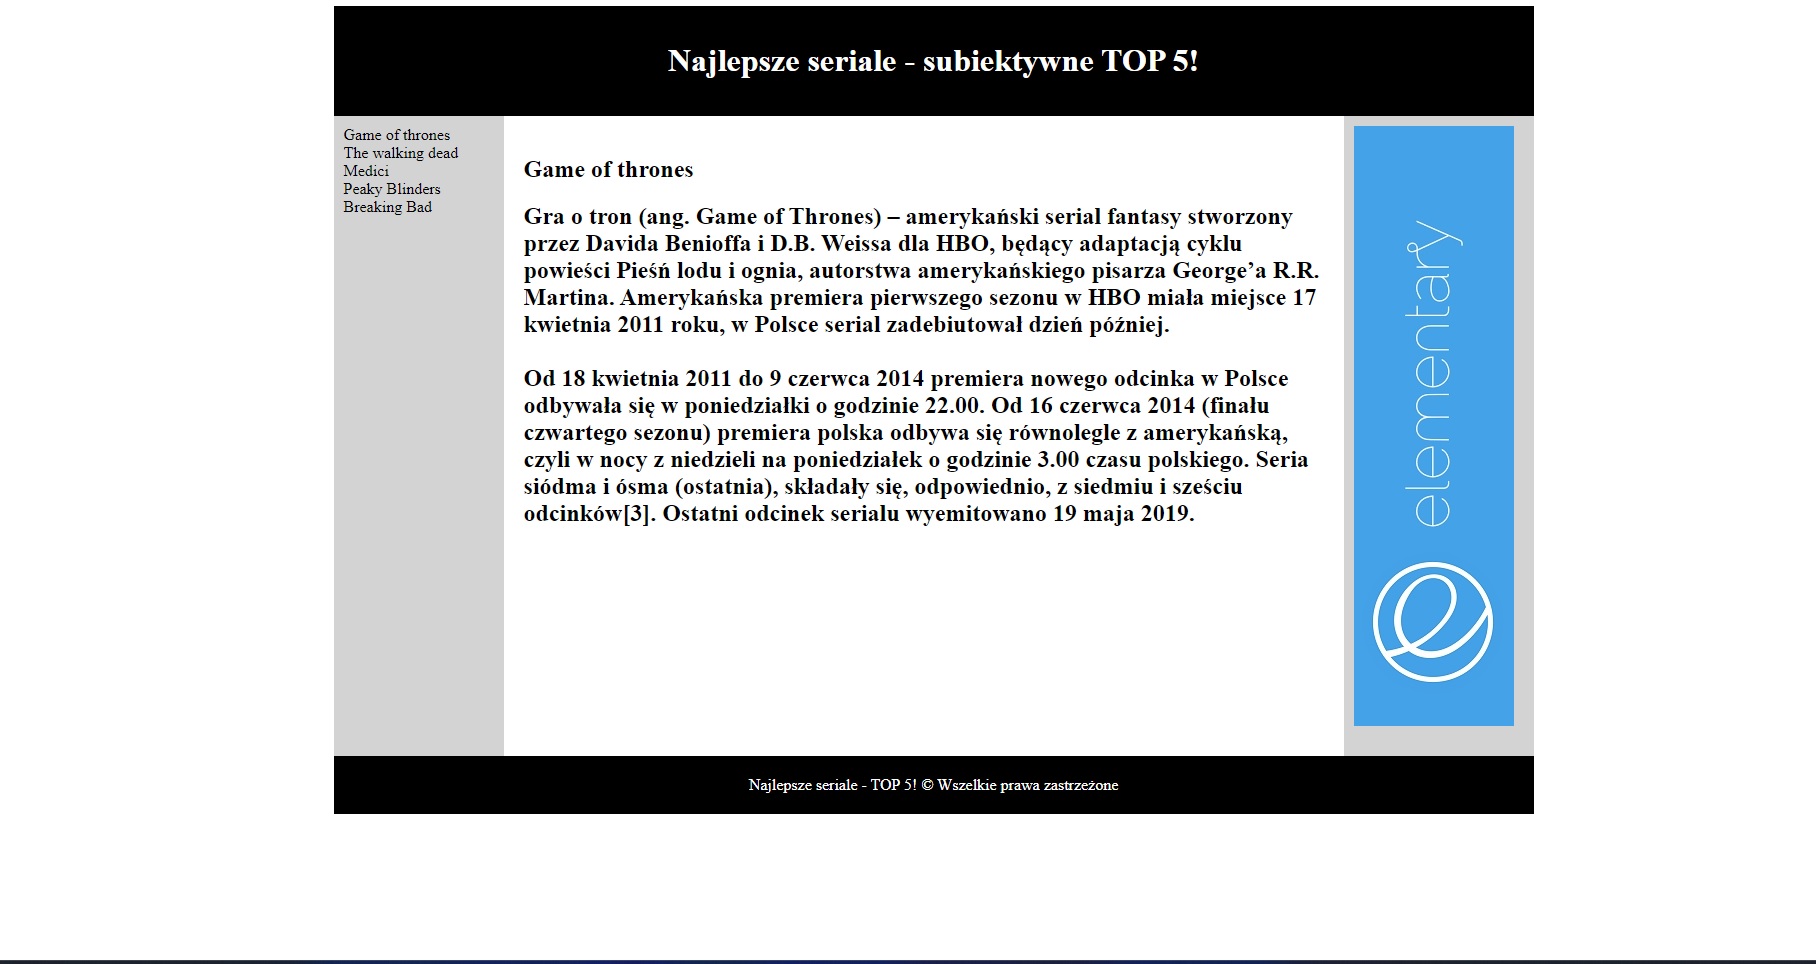 Najlepsze seriale - subiektywne TOP 5!
Game of thrones
The walking dead
Medici
Peaky Blinders
Breaking Bad
Game of thrones
Gra o tron (ang. Game of Thrones) – amerykański serial fantasy stworzony
przez Davida Benioffa i D.B. Weissa dla HBO, będący adaptacją cyklu
powieści Pieśń lodu i ognia, autorstwa amerykańskiego pisarza George’a R.R.
Martina. Amerykańska premiera pierwszego sezonu w HBO miała miejsce 17
kwietnia 2011 roku, w Polsce serial zadebiutował dzień później.
Od 18 kwietnia 2011 do 9 czerwca 2014 premiera nowego odcinka w Polsce
odbywała się w poniedziałki o godzinie 22.00. Od 16 czerwca 2014 (finału
czwartego sezonu) premiera polska odbywa się równolegle z amerykańską,
czyli w nocy z niedzieli na poniedziałek o godzinie 3.00 czasu polskiego. Seria
siódma i ósma (ostatnia), składały się, odpowiednio, z siedmiu i sześciu
odcinków[3]. Ostatni odcinek serialu wyemitowano 19 maja 2019.
elementary
e
Najlepsze seriale - TOP 5! © Wszelkie prawa zastrzeżone